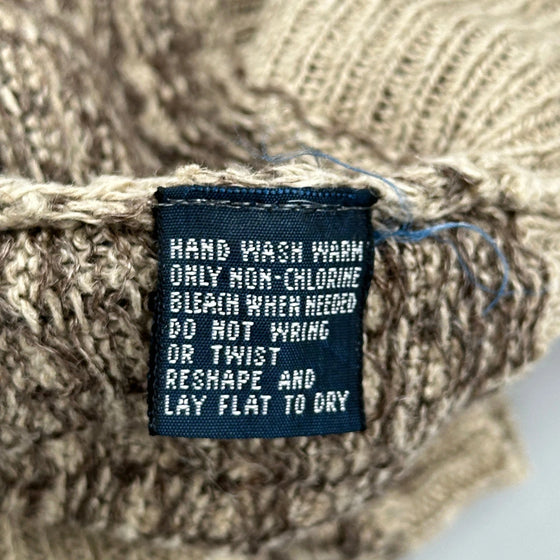 HAND WASH WARM
ONLY NON-CHLORINE
BLEACH WHEN NEEDED
DO NOT WRING
OR TWIST
RESHAPE AND
LAY FLAT TO DRY